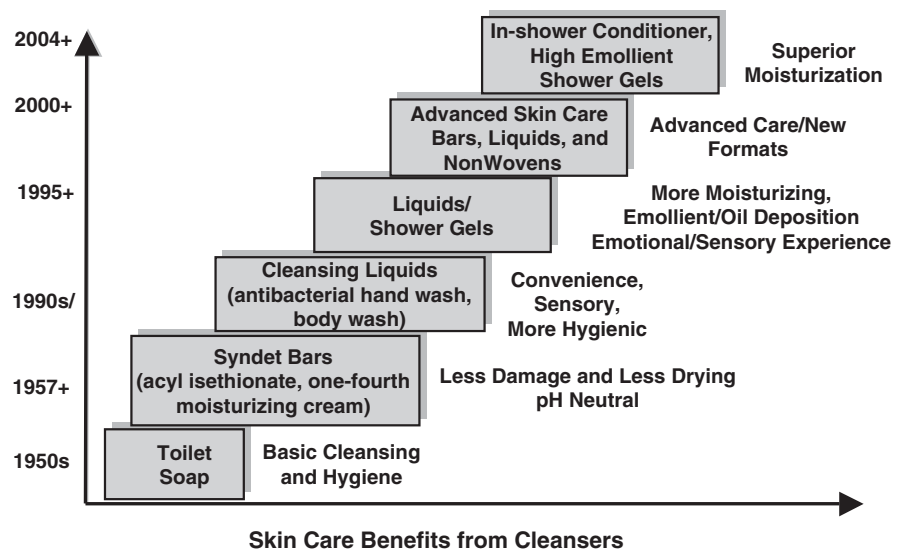 2004+
In-shower Conditioner,
High Emollient
Shower Gels
Superior
Moisturization
2000+
Advanced Skin Care
Bars, Liquids, and
NonWovens
Advanced Care/New
Formats
1995+
Liquids/
Shower Gels
More Moisturizing,
Emollient/Oil Deposition
Emotional/Sensory Experience
1990s/
Cleansing Liquids
(antibacterial hand wash,
body wash)
Convenience,
Sensory,
More Hygienic
1957+
Syndet Bars
(acyl isethionate, one-fourth
moisturizing cream)
Less Damage and Less Drying
pH Neutral
1950s
Toilet
Soap
Basic Cleansing
and Hygiene
Skin Care Benefits from Cleansers